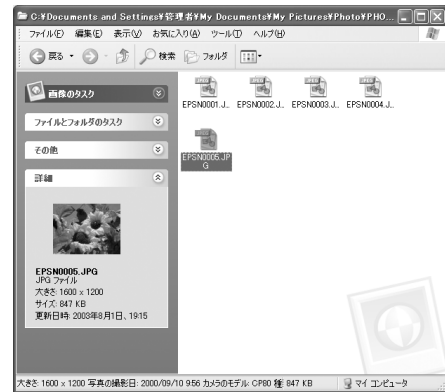 C:¥Documents and Settings¥管理者¥My Documents¥My Pictures¥Photo¥PHO...
ファイル(F) 編集(E) 表示(V) お気に入り(A) ツール(T) ヘルプ(H)
戻る 検索 フォルダ
画像のタスク
ファイルとフォルダのタスク
その他
詳細
EPSN0005.JPG
JPG ファイル
大きさ: 1600 x 1200
サイズ: 847 KB
更新日時: 2003年8月1日、19:15
EPSN0001.J... EPSN0002.J... EPSN0003.J... EPSN0004.J...
EPSN0005.JP
G
大きさ: 1600 x 1200 写真の撮影日: 2000/09/10 9:56 カメラのモデル: CP80 種 847 KB マイ コンピュータ